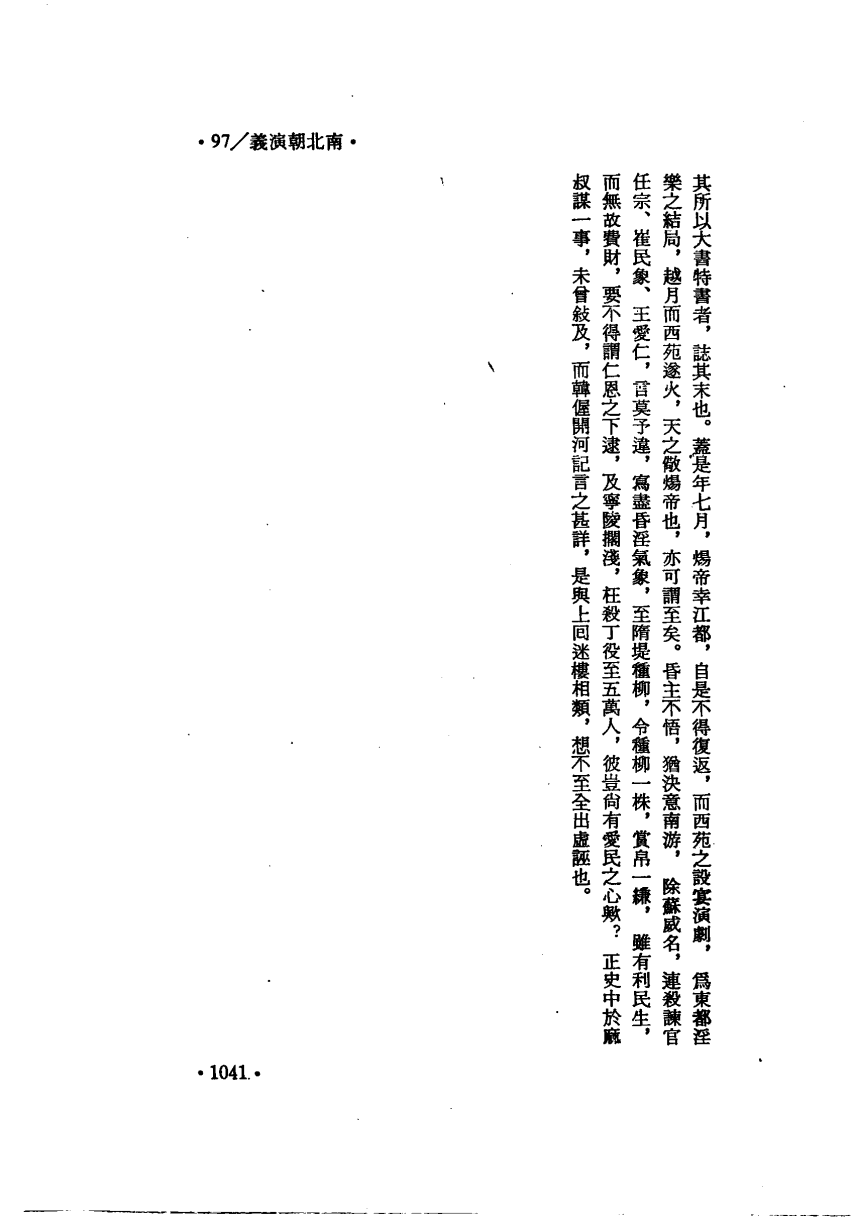 •97/義演朝北南•
其所以大書特書者，誌其末也。蓋是年七月，煬帝幸江都，自是不得復返，而西苑之設宴演劇，爲東都淫
樂之結局，越月而西苑遂火，天之儆煬帝也，亦可謂至矣。昏主不悟，猶決意南游，除蘇威名，連殺諫官
任宗、崔民象、王愛仁，言莫予違，寫盡昏淫氣象，至隋堤種柳，令種柳一株，賞帛一縑，雖有利民生，
而無故費財，要不得謂仁恩之下逮，及寧陵擱淺，枉殺丁役至五萬人，彼豈尙有愛民之心歟？正史中於麻
叔謀一事，未曾敍及，而韓偓開河記言之甚詳，是與上囘迷樓相類，想不至全出虛誣也。
•1041.•